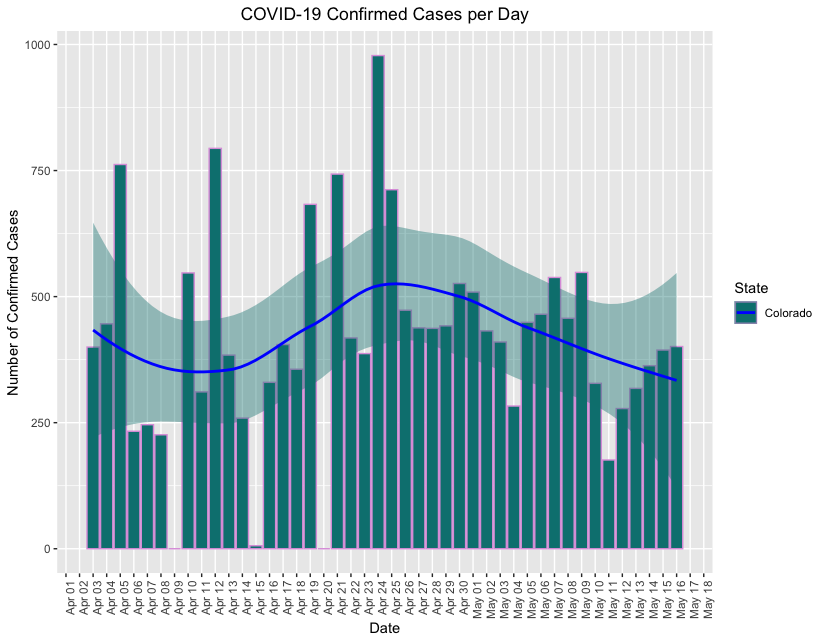 COVID-19 Confirmed Cases per Day
1000
750
500
250
0
Number of Confirmed Cases
Apr 01
Apr 02
Apr 03
Apr 04
Apr 05
Apr 06
Apr 07
Apr 08
Apr 09
Apr 10
Apr 11
Apr 12
Apr 13
Apr 14
Apr 15
Apr 16
Apr 17
Apr 18
Apr 19
Apr 20
Apr 21
Apr 22
Apr 23
Apr 24
Apr 25
Apr 26
Apr 27
Apr 28
Apr 29
Apr 30
May 01
May 02
May 03
May 04
May 05
May 06
May 07
May 08
May 09
May 10
May 11
May 12
May 13
May 14
May 15
May 16
May 17
May 18
Date
State
Colorado